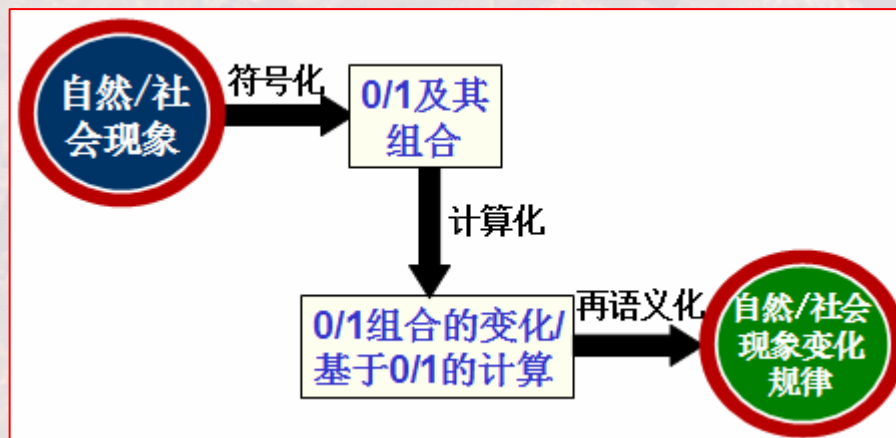 自然/社
会现象
符号化
0/1及其
组合
计算化
0/1组合的变化/
基于0/1的计算
再语义化
自然/社会
现象变化
规律